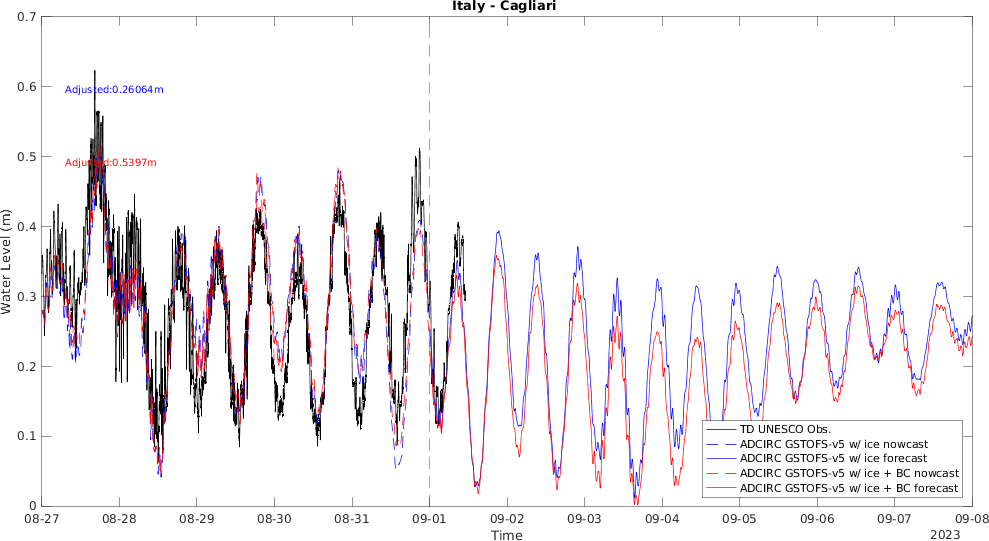 Italy - Cagliari
Water Level (m)
0.7
0.6
0.5
0.4
0.3
0.2
0.1
0
Adjusted:0.26064m
Adjusted:0.5397m
TD UNESCO Obs.
ADCIRC GSTOFS-v5 w/ ice nowcast
ADCIRC GSTOFS-v5 w/ ice forecast
ADCIRC GSTOFS-v5 w/ ice + BC nowcast
ADCIRC GSTOFS-v5 w/ ice + BC forecast
08-27 08-28 08-29 08-30 08-31 09-01 09-02 09-03 09-04 09-05 09-06 09-07 09-08
Time
2023